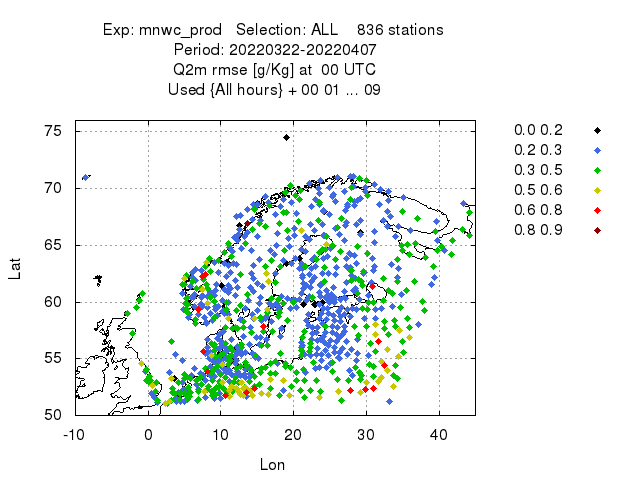 Exp: mnwc_prod   Selection: ALL    836 stations
Period: 20220322-20220407
Q2m rmse [g/Kg] at  00 UTC
Used {All hours} + 00 01 ... 09
0.0 0.2
0.2 0.3
0.3 0.5
0.5 0.6
0.6 0.8
0.8 0.9
75
70
65
60
55
50
Lat
-10 0 10 20 30 40
Lon